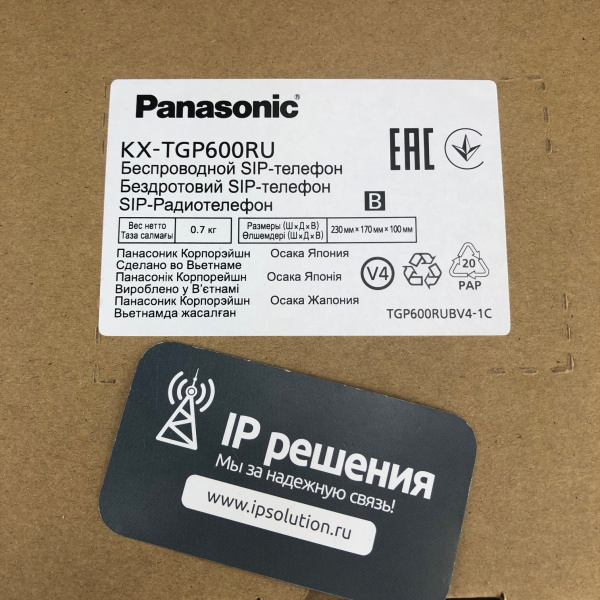 Panasonic®
KX-TGP600RU
Беспроводной SIP-телефон
Бездротовий SIP-телефон
SIP-Радиотелефон
B
EAC
Вес нетто
Таза салмағы
0.7 кг
Размеры (Ш×Д×В)
Өлшемдері (Ш×Д×В)
230 мм × 170 мм × 100 мм
Панасоник Корпорэйшн Осака Япония
Сделано во Вьетнаме
Панасонік Корпорейшн Осака Японія
Вироблено у В'єтнамі
Панасоник Корпорэйшн Осака Жапония
Вьетнамда жасалған
V4
20
PAP
TGP600RUBV4-1C
IP решения
Мы за надежную связь!
www.ipsolution.ru